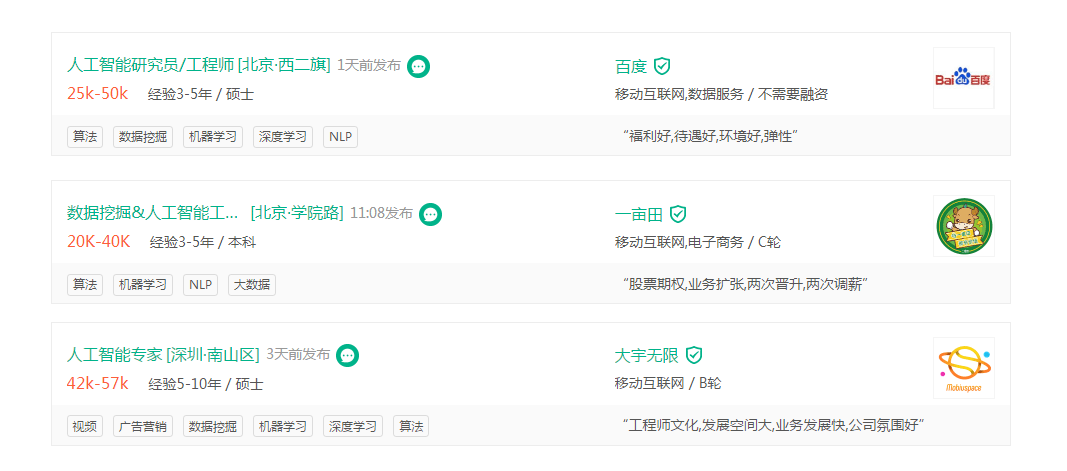 人工智能研究员/工程师 [北京·西二旗] 1天前发布
百度
25k-50k 经验3-5年 / 硕士
移动互联网,数据服务 / 不需要融资
Bai du 百度
算法 数据挖掘 机器学习 深度学习 NLP
“福利好,待遇好,环境好,弹性”
数据挖掘&人工智能工... [北京·学院路] 11:08发布
一亩田
20K-40K 经验3-5年 / 本科
移动互联网,电子商务 / C轮
算法 机器学习 NLP 大数据
“股票期权,业务扩张,两次晋升,两次调薪”
人工智能专家 [深圳·南山区] 3天前发布
大宇无限
42k-57k 经验5-10年 / 硕士
移动互联网 / B轮
Mobiuspace
视频 广告营销 数据挖掘 机器学习 深度学习 算法
“工程师文化,发展空间大,业务发展快,公司氛围好”